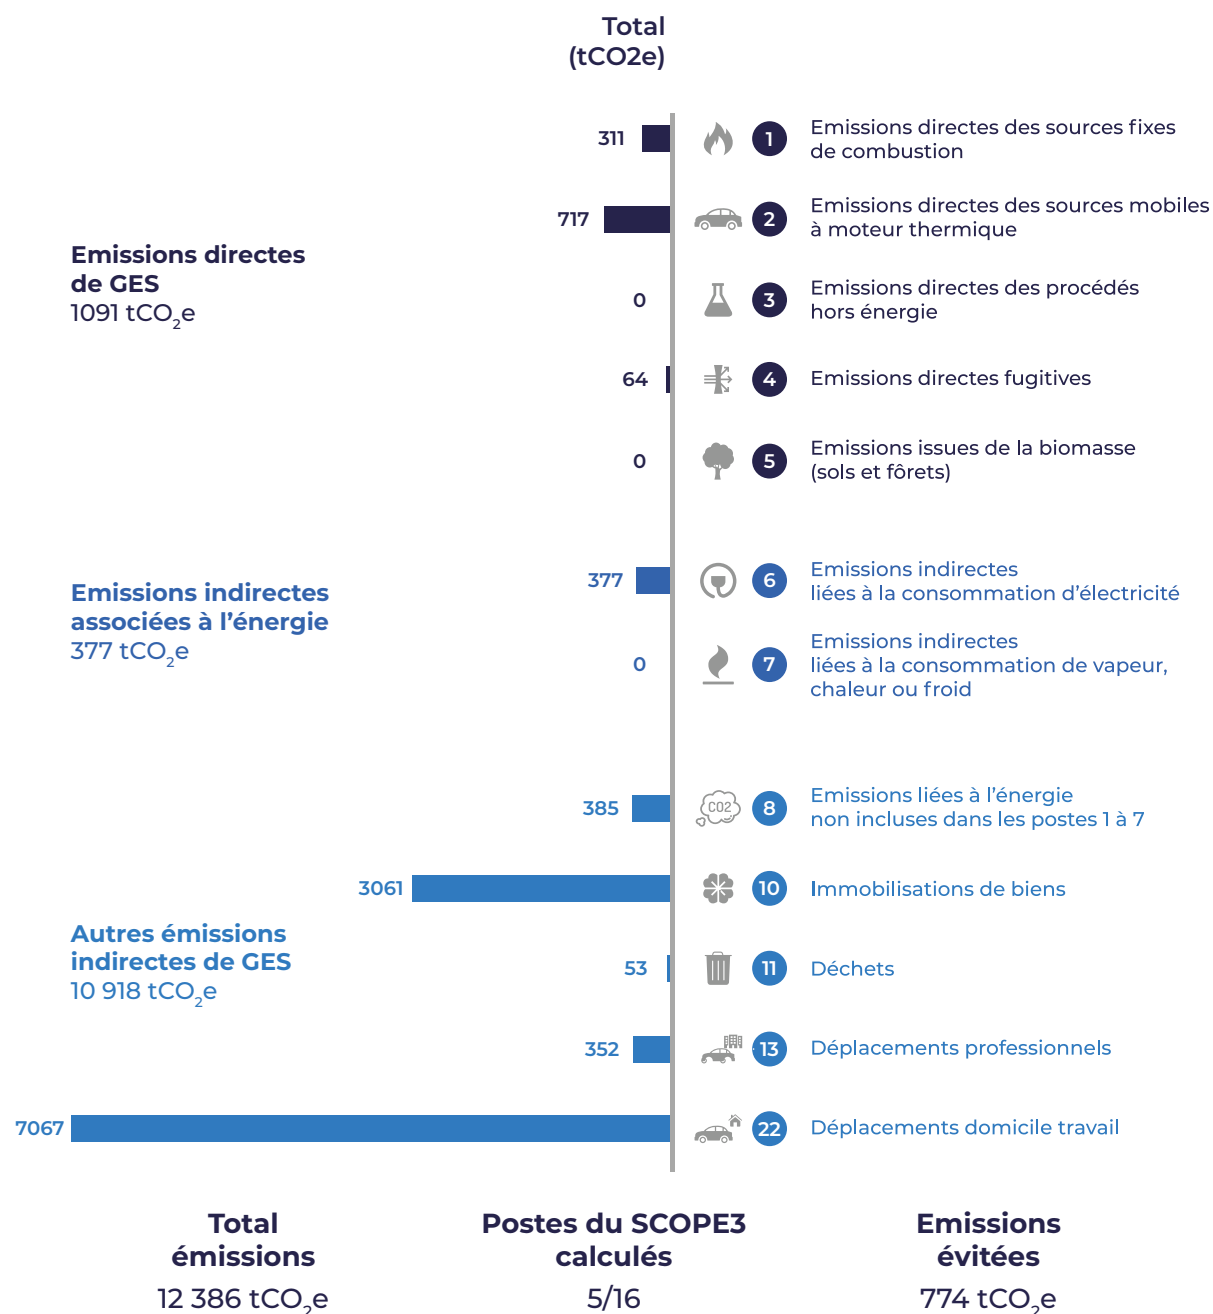 Total
(tCO2e)
311
1
Emissions directes des sources fixes
de combustion
717
2
Emissions directes des sources mobiles
à moteur thermique
Emissions directes
de GES
1091 tCO₂e
0
3
Emissions directes des procédés
hors énergie
64
4
Emissions directes fugitives
0
5
Emissions issues de la biomasse
(sols et fôrets)
Emissions indirectes
associées à l'énergie
377 tCO₂e
377
6
Emissions indirectes
liées à la consommation d'électricité
0
7
Emissions indirectes
liées à la consommation de vapeur,
chaleur ou froid
385
CO2
8
Emissions liées à l'énergie
non incluses dans les postes 1 à 7
3061
10
Immobilisations de biens
Autres émissions
indirectes de GES
10 918 tCO₂e
53
11
Déchets
352
13
Déplacements professionnels
7067
22
Déplacements domicile travail
Total
émissions
12 386 tCO₂e
Postes du SCOPE3
calculés
5/16
Emissions
évitées
774 tCO₂e